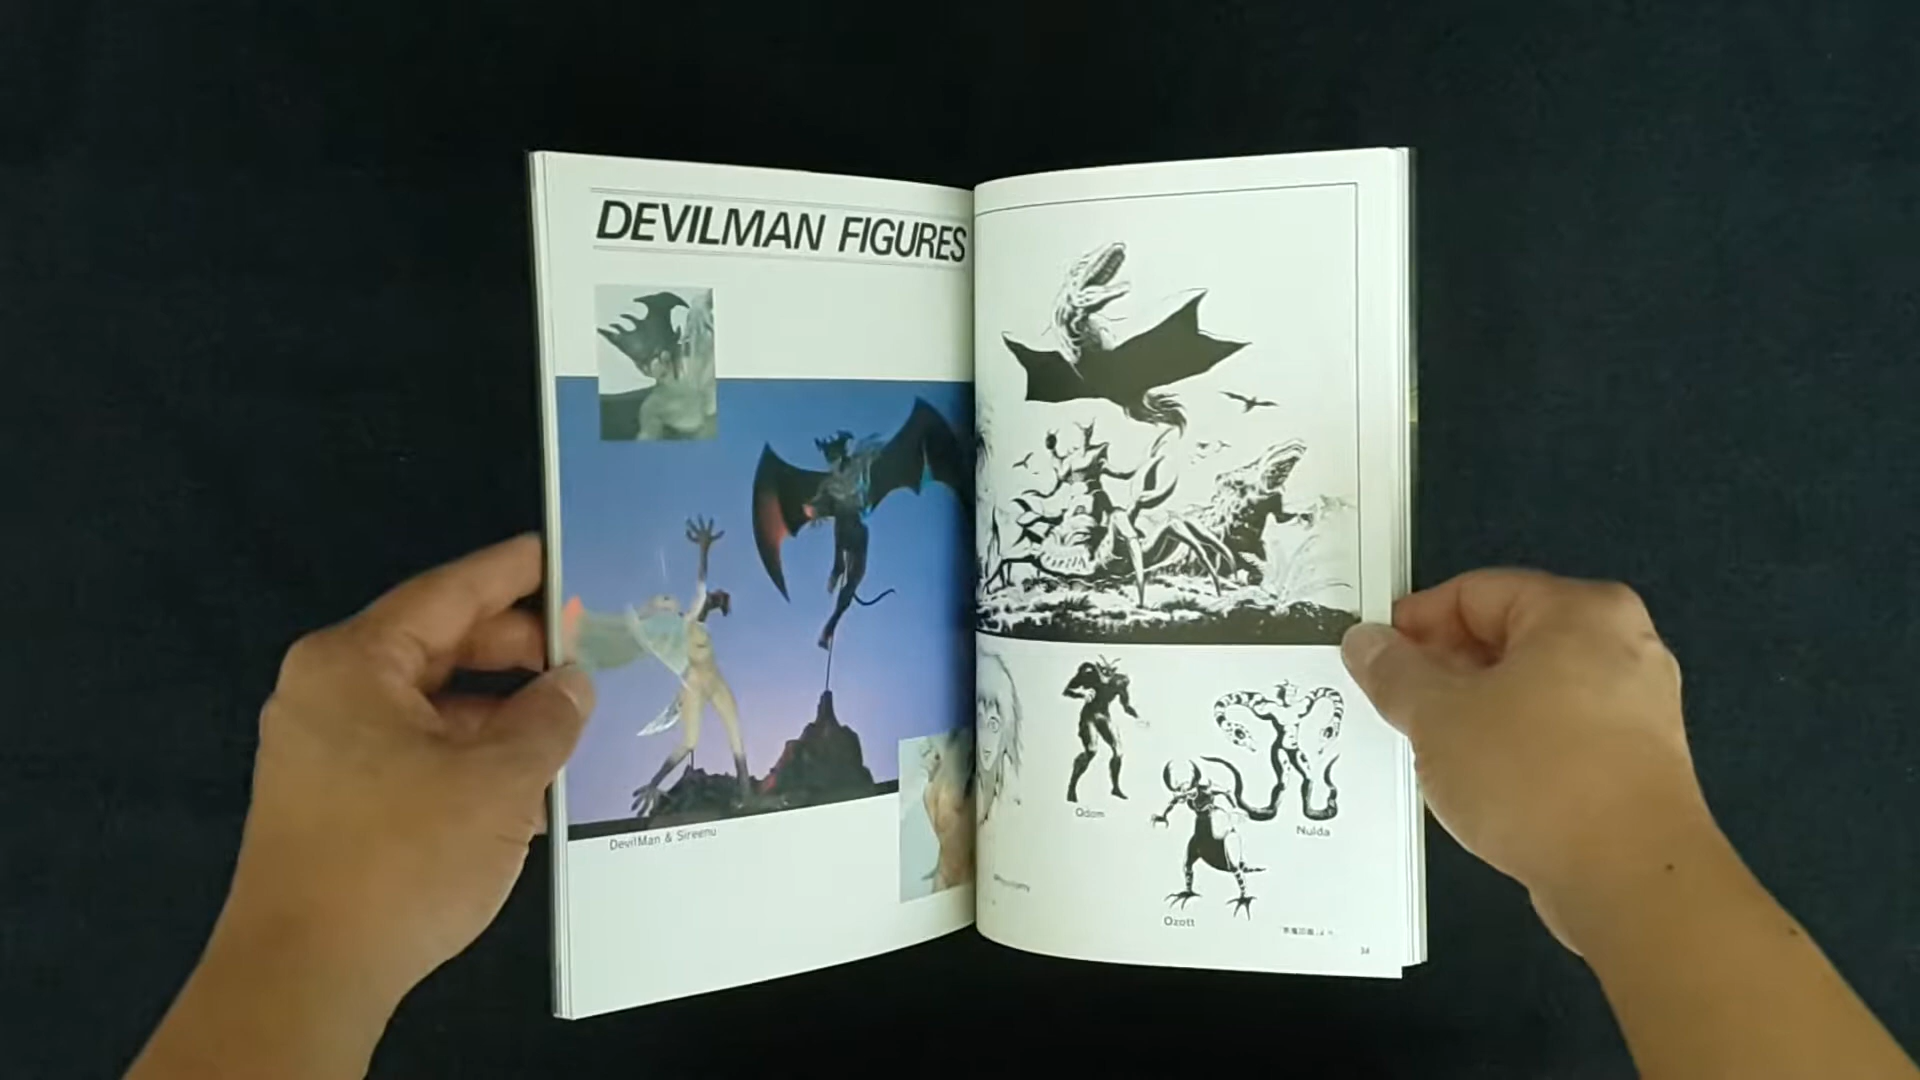 DEVILMAN FIGURES
DevilMan & Sireenu
Odom
Nulda
Ozott
34